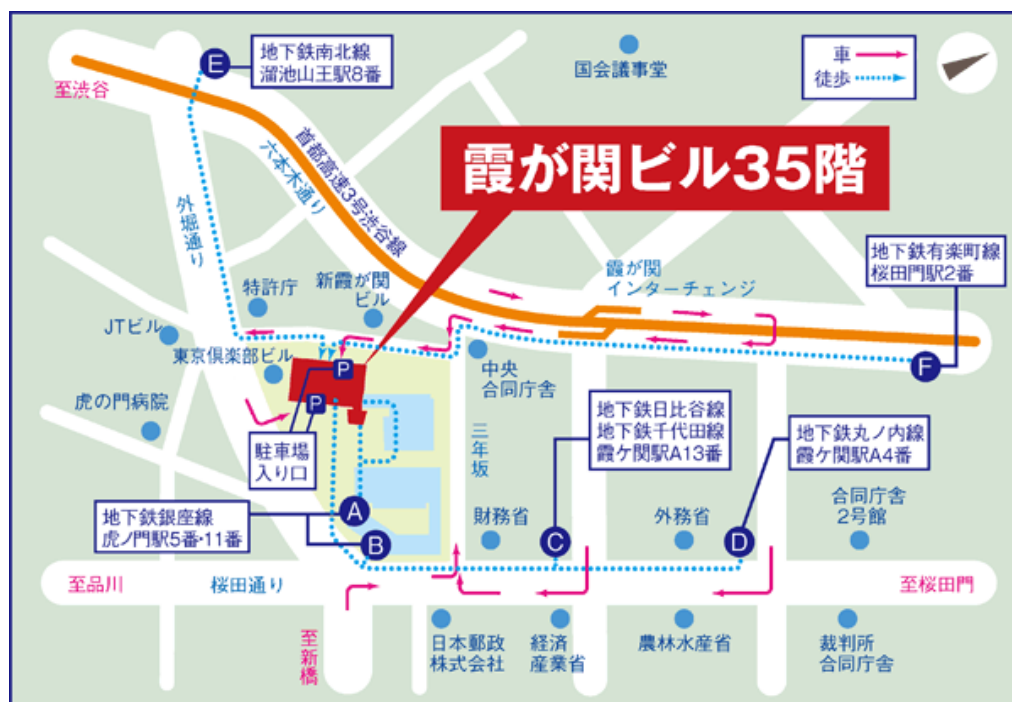 地下鉄南北線
溜池山王駅8番
E
国会議事堂
車
徒歩
至渋谷
霞が関ビル35階
首都高速3号渋谷線
六本木通り
外堀通り
地下鉄有楽町線
桜田門駅2番
霞が関
インターチェンジ
新霞が関
ビル
特許庁
JTビル
東京倶楽部ビル
P
中央
合同庁舎
F
虎の門病院
P
地下鉄日比谷線
地下鉄千代田線
霞ケ関駅A13番
地下鉄丸ノ内線
霞ケ関駅A4番
三年坂
駐車場
入り口
合同庁舎
2号館
地下鉄銀座線
虎ノ門駅5番・11番
A
B
財務省
C
外務省
D
至品川
桜田通り
至桜田門
至新橋
日本郵政
株式会社
経済
産業省
農林水産省
裁判所
合同庁舎